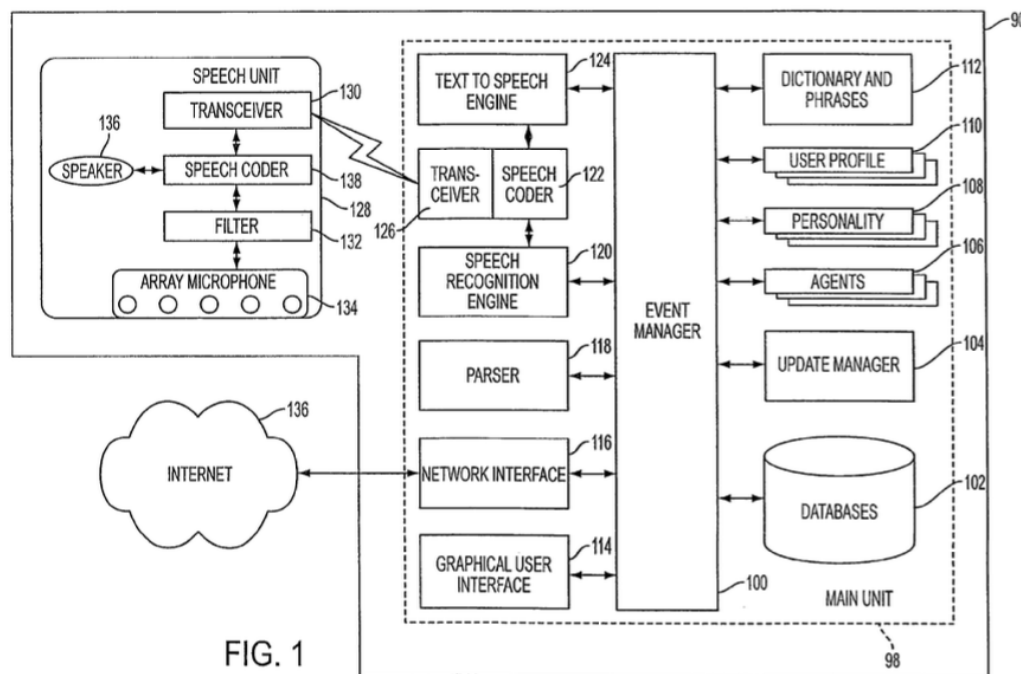 90
SPEECH UNIT
TRANSCEIVER
130
136
SPEAKER
SPEECH CODER
138
128
FILTER
132
ARRAY MICROPHONE
134
136
INTERNET
TEXT TO SPEECH
ENGINE
124
TRANS-
CEIVER
126
SPEECH
CODER
122
SPEECH
RECOGNITION
ENGINE
120
PARSER
118
NETWORK INTERFACE
116
GRAPHICAL USER
INTERFACE
114
EVENT
MANAGER
100
DICTIONARY AND
PHRASES
112
USER PROFILE
110
PERSONALITY
108
AGENTS
106
UPDATE MANAGER
104
DATABASES
102
MAIN UNIT
98
FIG. 1